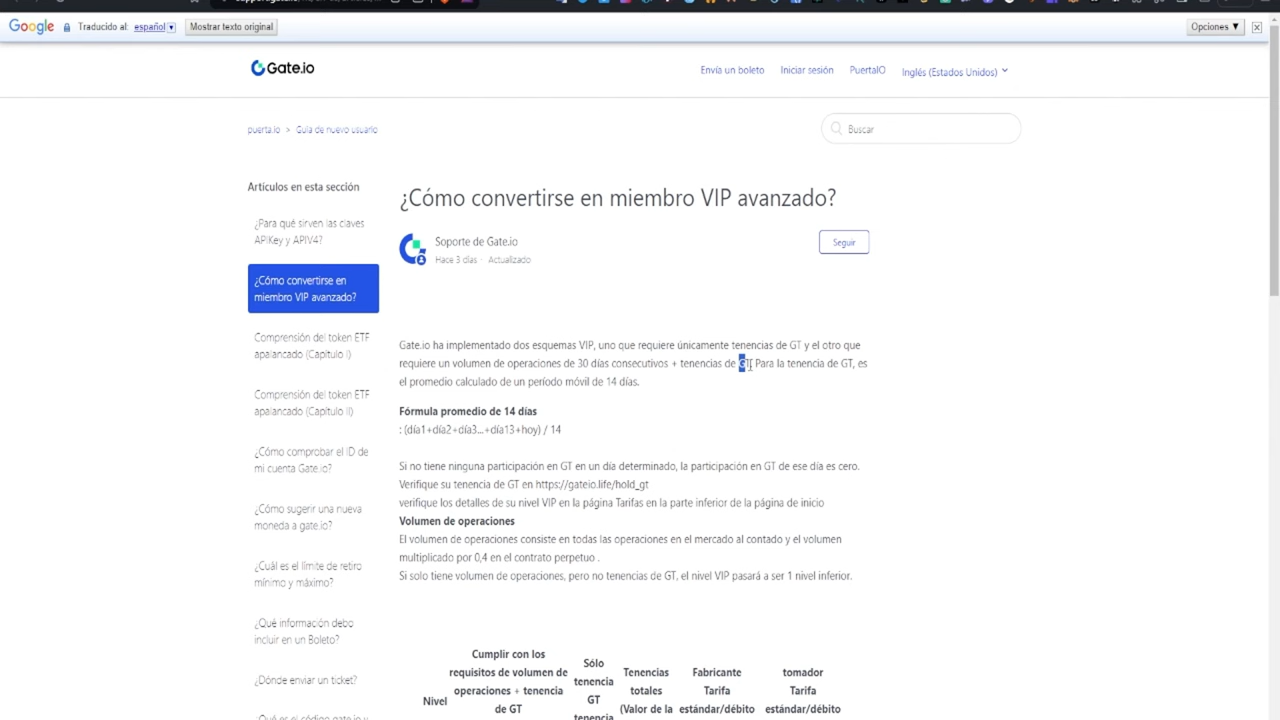 Google Traducido al: español Mostrar texto original Opciones ▼
Gate.io Envía un boleto Iniciar sesión PuertaIO Inglés (Estados Unidos)
puerta.io > Guía de nuevo usuario Buscar
Artículos en esta sección
¿Para qué sirven las claves
APIKey y APIV4?
¿Cómo convertirse en
miembro VIP avanzado?
Comprensión del token ETF
apalancado (Capítulo I)
Comprensión del token ETF
apalancado (Capítulo II)
¿Cómo comprobar el ID de
mi cuenta Gate.io?
¿Cómo sugerir una nueva
moneda a gate.io?
¿Cuál es el límite de retiro
mínimo y máximo?
¿Qué información debo
incluir en un Boleto?
¿Dónde enviar un ticket?
¿Qué es el código gate.io y
¿Cómo convertirse en miembro VIP avanzado?
Soporte de Gate.io
Hace 3 días · Actualizado
Seguir
Gate.io ha implementado dos esquemas VIP, uno que requiere únicamente tenencias de GT y el otro que
requiere un volumen de operaciones de 30 días consecutivos + tenencias de GT. Para la tenencia de GT, es
el promedio calculado de un período móvil de 14 días.
Fórmula promedio de 14 días
: (día1+día2+día3...+día13+hoy) / 14
Si no tiene ninguna participación en GT en un día determinado, la participación en GT de ese día es cero.
Verifique su tenencia de GT en https://gateio.life/hold_gt
verifique los detalles de su nivel VIP en la página Tarifas en la parte inferior de la página de inicio
Volumen de operaciones
El volumen de operaciones consiste en todas las operaciones en el mercado al contado y el volumen
multiplicado por 0,4 en el contrato perpetuo .
Si solo tiene volumen de operaciones, pero no tenencias de GT, el nivel VIP pasará a ser 1 nivel inferior.
Nivel
Cumplir con los
requisitos de volumen de
operaciones + tenencia
de GT
Sólo
tenencia
GT
tenencia
Tenencias
totales
(Valor de la
Fabricante
Tarifa
estándar/débito
tomador
Tarifa
estándar/débito